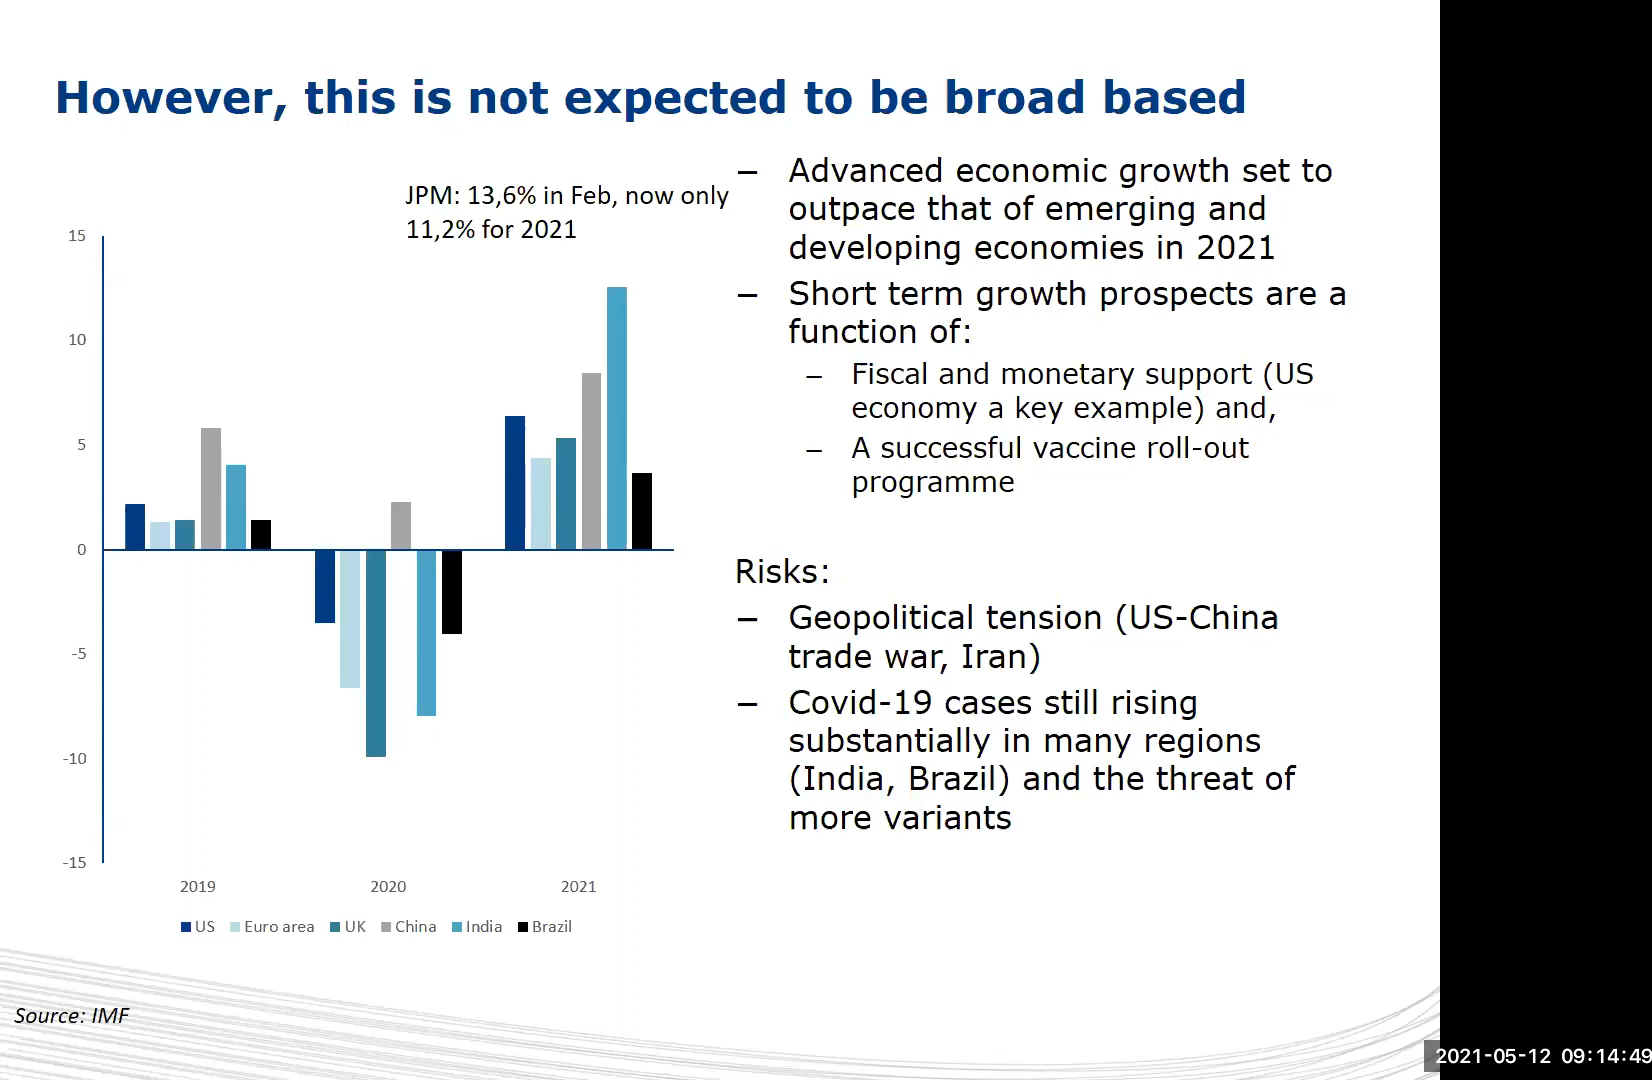 However, this is not expected to be broad based
JPM: 13,6% in Feb, now only
11,2% for 2021
15
10
5
0
-5
-10
-15
2019 2020 2021
US Euro area UK China India Brazil
– Advanced economic growth set to
outpace that of emerging and
developing economies in 2021
– Short term growth prospects are a
function of:
– Fiscal and monetary support (US
economy a key example) and,
– A successful vaccine roll-out
programme
Risks:
– Geopolitical tension (US-China
trade war, Iran)
– Covid-19 cases still rising
substantially in many regions
(India, Brazil) and the threat of
more variants
Source: IMF
2021-05-12 09:14:49